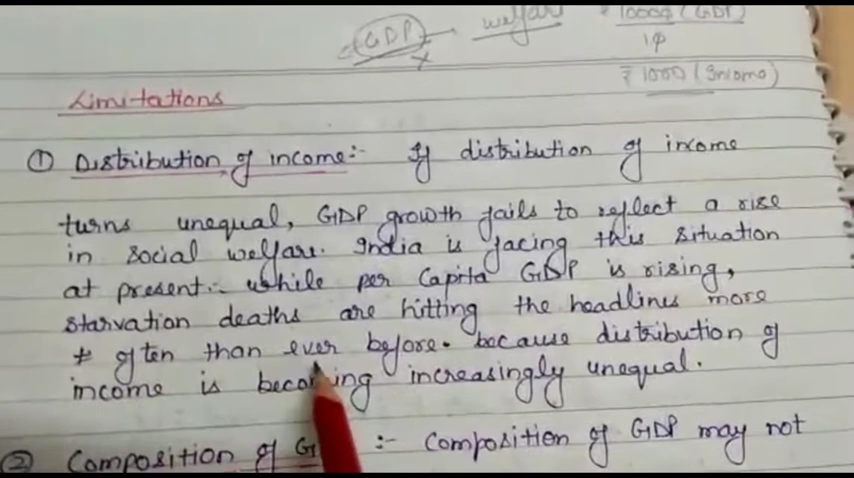 GDP welfare ₹ 10000 (GDP)
10
₹ 1000 (Income)
Limitations
① Distribution of income:- If distribution of income
turns unequal, GDP growth fails to reflect a rise
in social welfare. India is facing this situation
at present. while per Capita GDP is rising,
starvation deaths are hitting the headlines more
often than ever before. because distribution of
income is becoming increasingly unequal.
② Composition of :- Composition of GDP may not